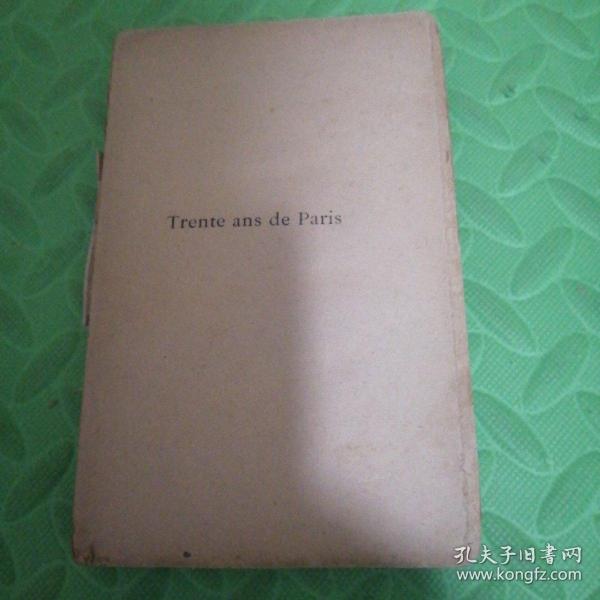 Trente ans de Paris
孔夫子旧书网
www.kongfz.com